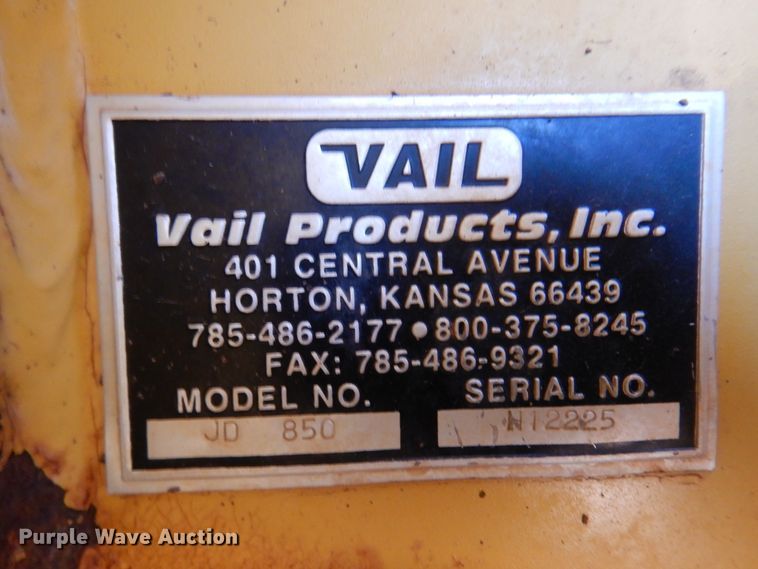 VAIL
Vail Products, Inc.
401 CENTRAL AVENUE
HORTON, KANSAS 66439
785-486-2177 • 800-375-8245
FAX: 785-486-9321
MODEL NO. SERIAL NO.
JD 850 N12225
Purple Wave Auction